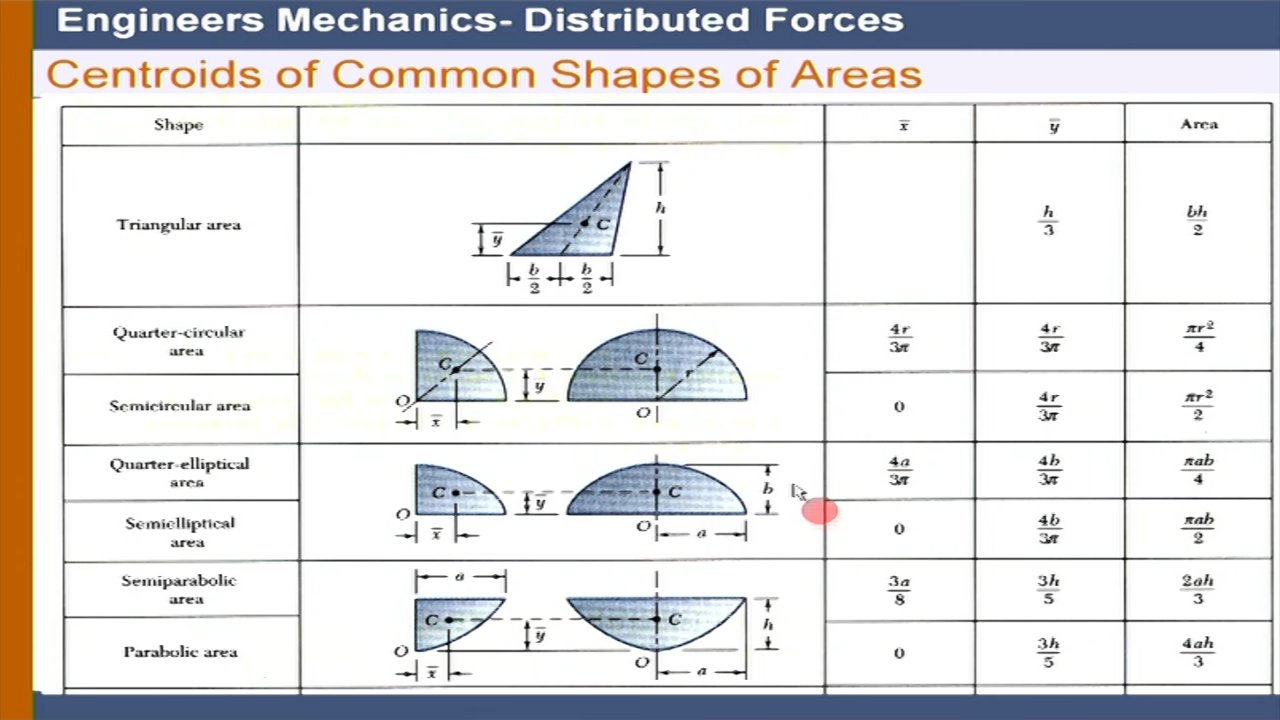 Engineers Mechanics- Distributed Forces
Centroids of Common Shapes of Areas
Shape x̄ ȳ Area
Triangular area
ȳ C h
b/2 b/2
h/3 bh/2
Quarter-circular
area
4r/3π 4r/3π πr²/4
C C r y
O x̄ O
Semicircular area
0 4r/3π πr²/2
Quarter-elliptical
area
4a/3π 4b/3π πab/4
C C ȳ b
O x̄ O a
Semielliptical
area
0 4b/3π πab/2
Semiparabolic
area
a
3a/8 3h/5 2ah/3
C C ȳ h
O x̄ O a
Parabolic area
0 3h/5 4ah/3